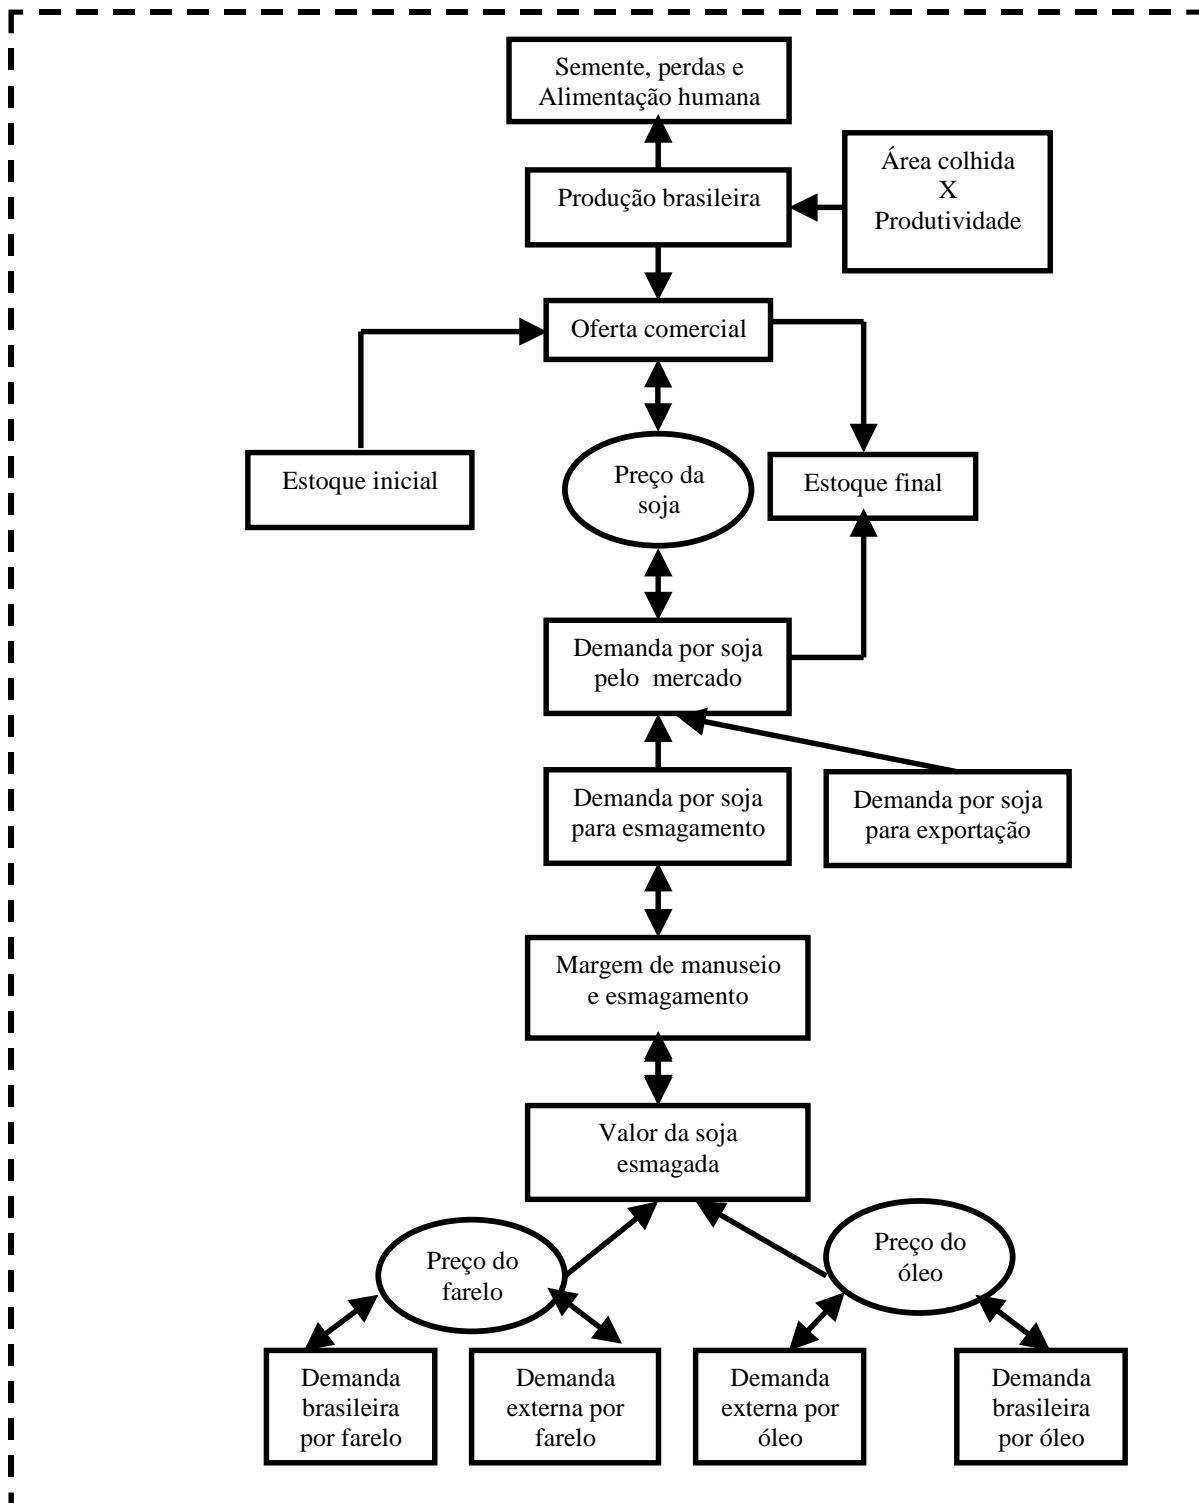 Semente, perdas e
Alimentação humana
Área colhida
X
Produtividade
Produção brasileira
Oferta comercial
Estoque inicial
Preço da
soja
Estoque final
Demanda por soja
pelo mercado
Demanda por soja
para esmagamento
Demanda por soja
para exportação
Margem de manuseio
e esmagamento
Valor da soja
esmagada
Preço do
farelo
Preço do
óleo
Demanda
brasileira
por farelo
Demanda
externa por
farelo
Demanda
externa por
óleo
Demanda
brasileira
por óleo